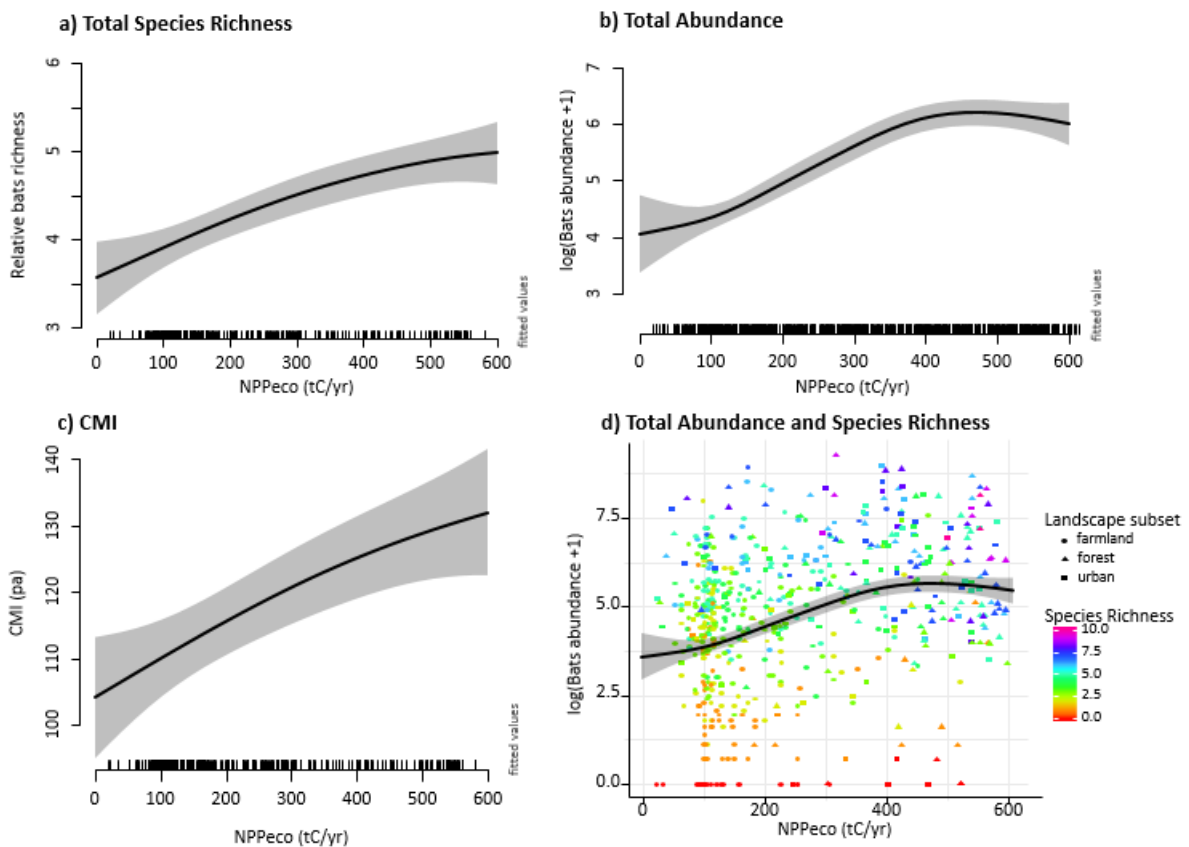 a) Total Species Richness
Relative bats richness
6
5
4
3
0 100 200 300 400 500 600
NPPeco (tC/yr)
fitted values
b) Total Abundance
log(Bats abundance +1)
7
6
5
4
3
0 100 200 300 400 500 600
NPPeco (tC/yr)
fitted values
c) CMI
CMI (pa)
140
130
120
110
100
0 100 200 300 400 500 600
NPPeco (tC/yr)
fitted values
d) Total Abundance and Species Richness
log(Bats abundance +1)
7.5
5.0
2.5
0.0
0 200 400 600
NPPeco (tC/yr)
Landscape subset
farmland
forest
urban
Species Richness
10.0
7.5
5.0
2.5
0.0